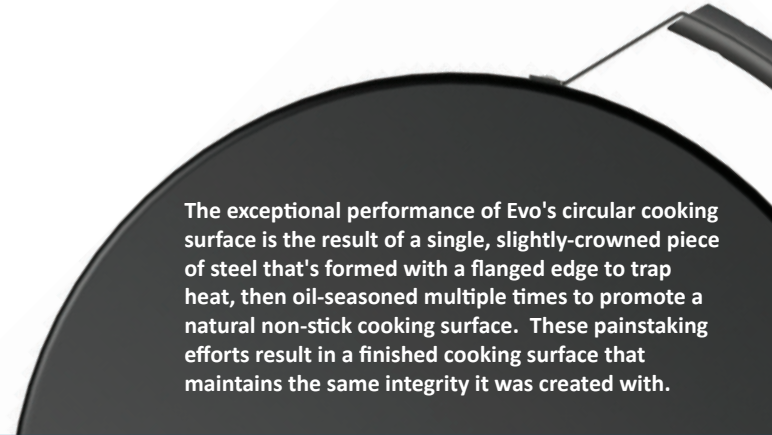 The exceptional performance of Evo's circular cooking
surface is the result of a single, slightly-crowned piece
of steel that's formed with a flanged edge to trap
heat, then oil-seasoned multiple times to promote a
natural non-stick cooking surface.  These painstaking
efforts result in a finished cooking surface that
maintains the same integrity it was created with.